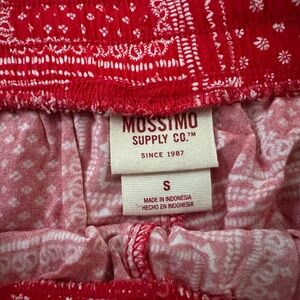 MOSSIMO
SUPPLY CO.™
SINCE 1987
S
MADE IN INDONESIA
HECHO EN INDONESIA